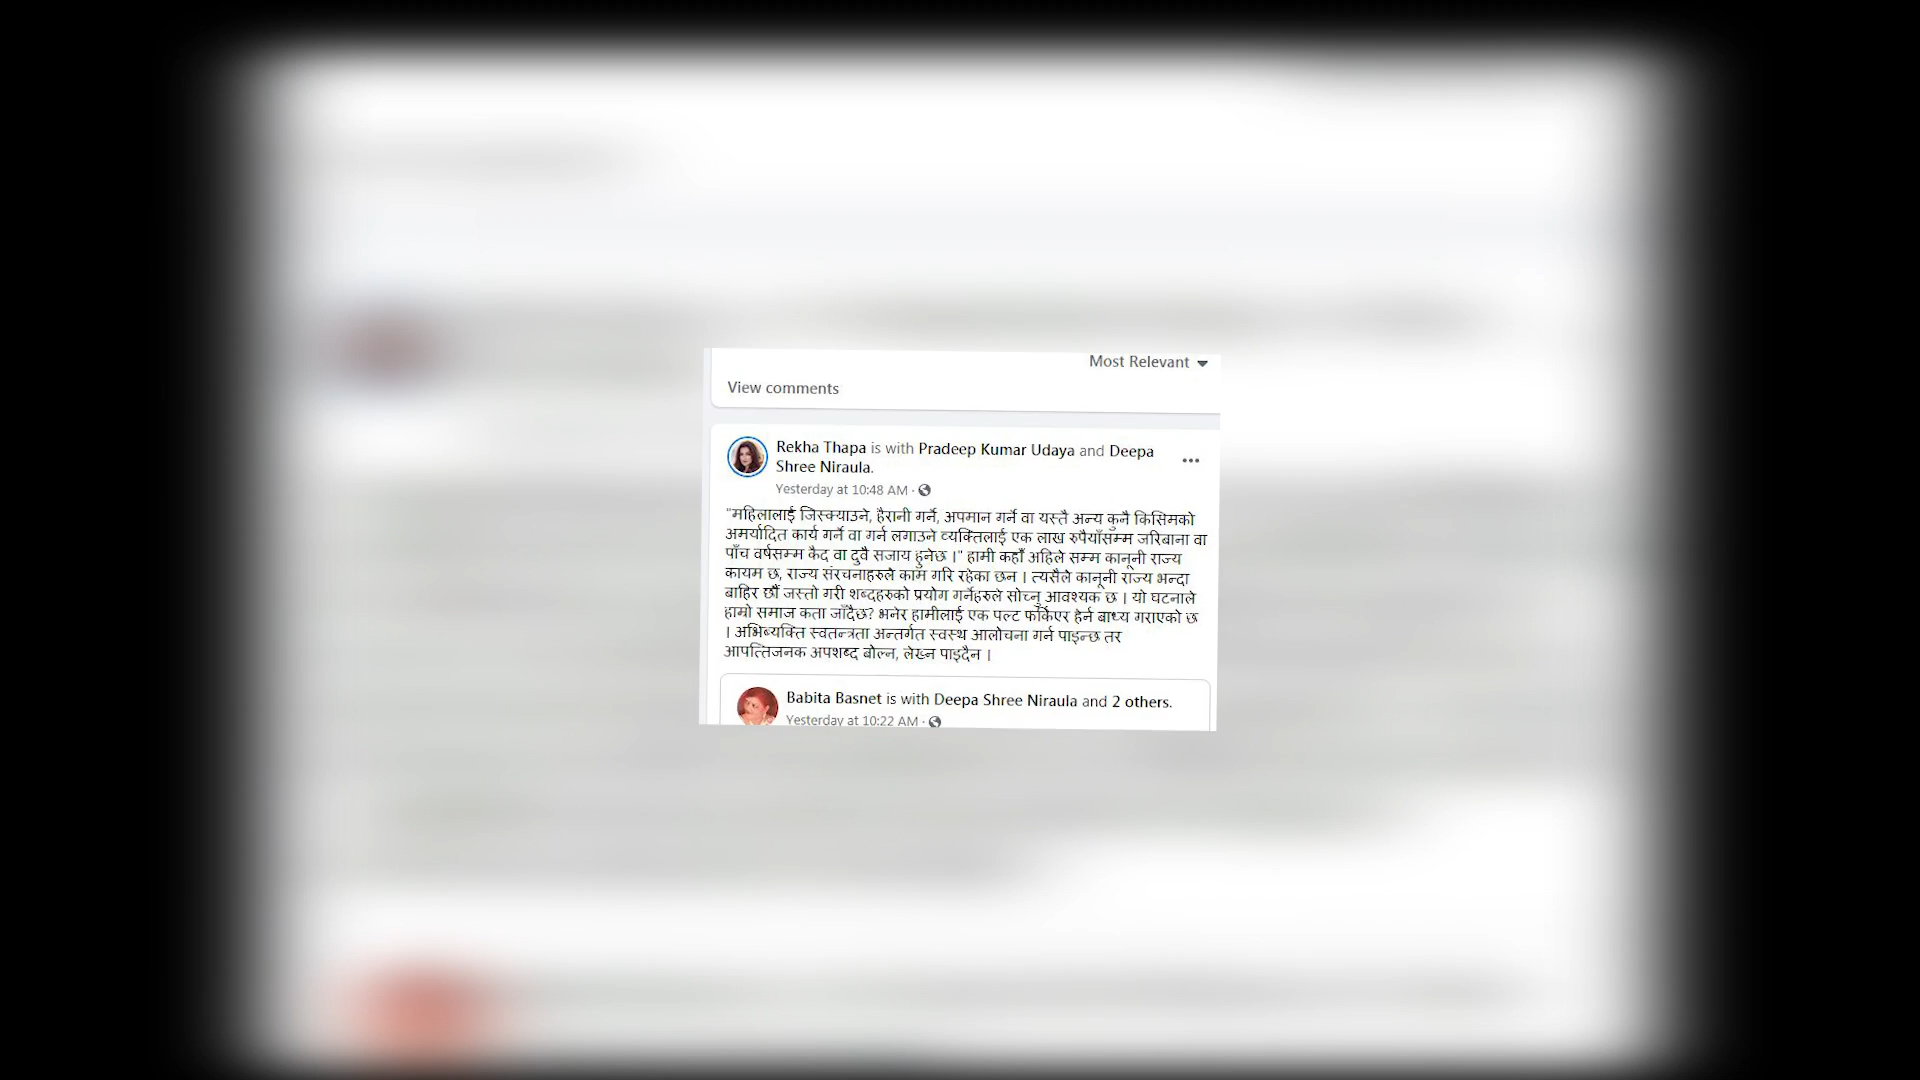 Most Relevant
View comments
Rekha Thapa is with Pradeep Kumar Udaya and Deepa
Shree Niraula.
Yesterday at 10:48 AM ·
"महिलालाई जिस्क्याउने, हैरानी गर्ने, अपमान गर्ने वा यस्तै अन्य कुनै किसिमको
अमर्यादित कार्य गर्ने वा गर्न लगाउने व्यक्तिलाई एक लाख रुपैयाँसम्म जरिबाना वा
पाँच वर्षसम्म कैद वा दुवै सजाय हुनेछ ।" हामी कहाँ अहिले सम्म कानूनी राज्य
कायम छ, राज्य संरचनाहरुले काम गरि रहेका छन । त्यसैले कानूनी राज्य भन्दा
बाहिर छौं जस्तो गरी शब्दहरुको प्रयोग गर्नेहरुले सोच्नु आवश्यक छ । यो घटनाले
हाम्रो समाज कता जाँदैछ? भनेर हामीलाई एक पल्ट फर्किएर हेर्न बाध्य गराएको छ
। अभिब्यक्ति स्वतन्त्रता अन्तर्गत स्वस्थ आलोचना गर्न पाइन्छ तर
आपत्तिजनक अपशब्द बोल्न, लेख्न पाइदैन ।
Babita Basnet is with Deepa Shree Niraula and 2 others.
Yesterday at 10:22 AM ·